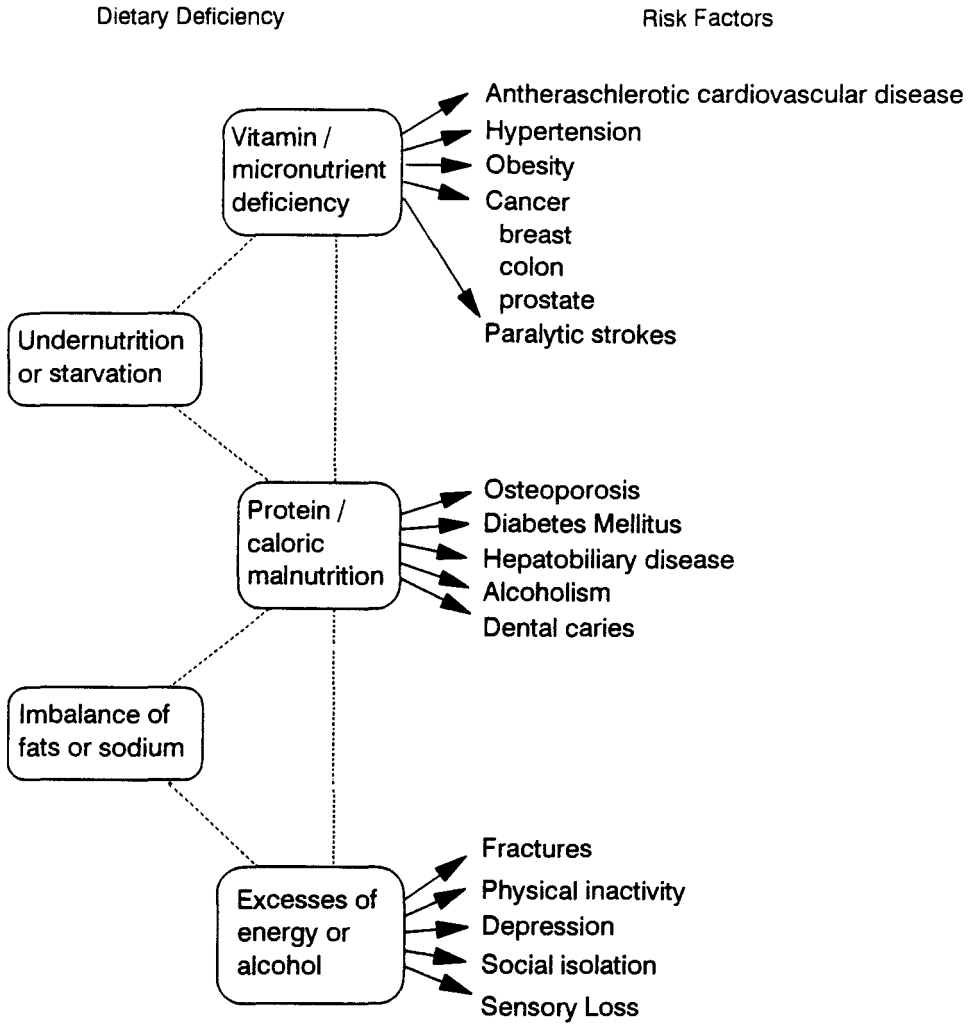 Dietary Deficiency
Risk Factors
Vitamin /
micronutrient
deficiency
Antheraschlerotic cardiovascular disease
Hypertension
Obesity
Cancer
breast
colon
prostate
Paralytic strokes
Undernutrition
or starvation
Protein /
caloric
malnutrition
Osteoporosis
Diabetes Mellitus
Hepatobiliary disease
Alcoholism
Dental caries
Imbalance of
fats or sodium
Excesses of
energy or
alcohol
Fractures
Physical inactivity
Depression
Social isolation
Sensory Loss